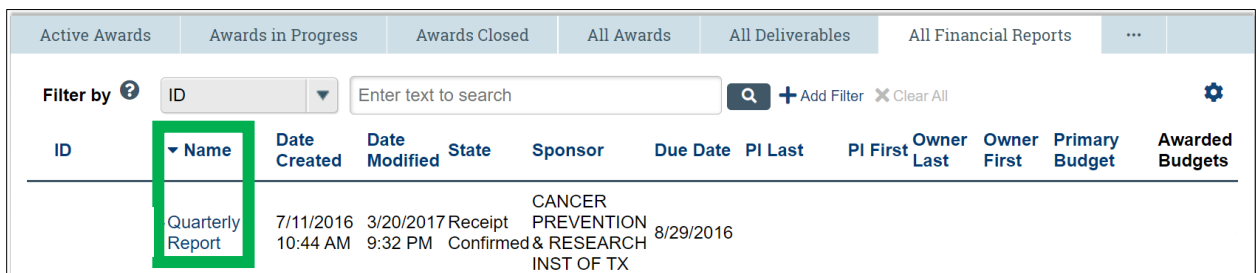 Active Awards Awards in Progress Awards Closed All Awards All Deliverables All Financial Reports ...
Filter by ? ID Enter text to search Add Filter Clear All
ID Name Date Created Date Modified State Sponsor Due Date PI Last PI First Owner Last Owner First Primary Budget Awarded Budgets
Quarterly Report 7/11/2016 10:44 AM 3/20/2017 9:32 PM Receipt Confirmed CANCER PREVENTION & RESEARCH INST OF TX 8/29/2016